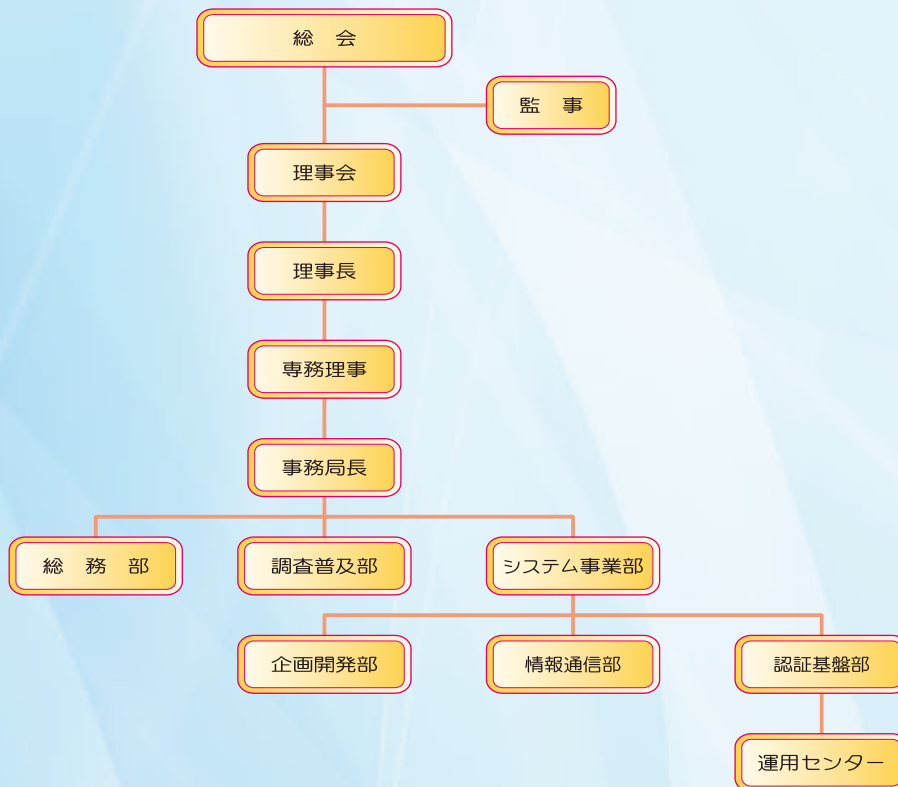 総　会
監　事
理事会
理事長
専務理事
事務局長
総　務　部
調査普及部
システム事業部
企画開発部
情報通信部
認証基盤部
運用センター